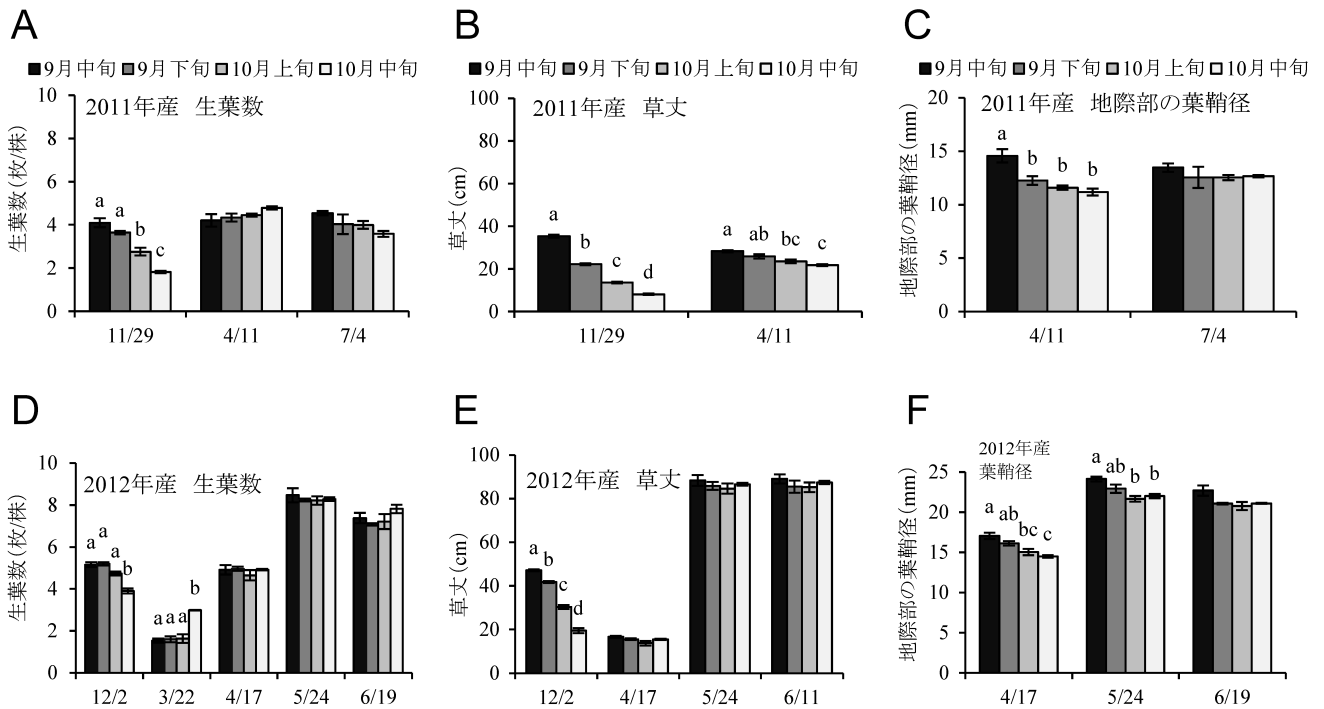 A
■9月中旬 ■9月下旬 □10月上旬 □10月中旬
2011年産 生葉数
生葉数(枚/株)
10
8
6
4
2
0
a a b c
11/29 4/11 7/4
B
■9月中旬 ■9月下旬 □10月上旬 □10月中旬
2011年産 草丈
草丈(cm)
100
80
60
40
20
0
a b c d
a ab bc c
11/29 4/11
C
■9月中旬 ■9月下旬 □10月上旬 □10月中旬
2011年産 地際部の葉鞘径
地際部の葉鞘径(mm)
20
15
10
5
0
a b b b
4/11 7/4
D
2012年産 生葉数
生葉数(枚/株)
10
8
6
4
2
0
a a a b
a a a b
12/2 3/22 4/17 5/24 6/19
E
2012年産 草丈
草丈(cm)
100
80
60
40
20
0
a b c d
12/2 4/17 5/24 6/11
F
2012年産
葉鞘径
地際部の葉鞘径(mm)
25
20
15
10
5
0
a ab bc c
a ab b b
4/17 5/24 6/19